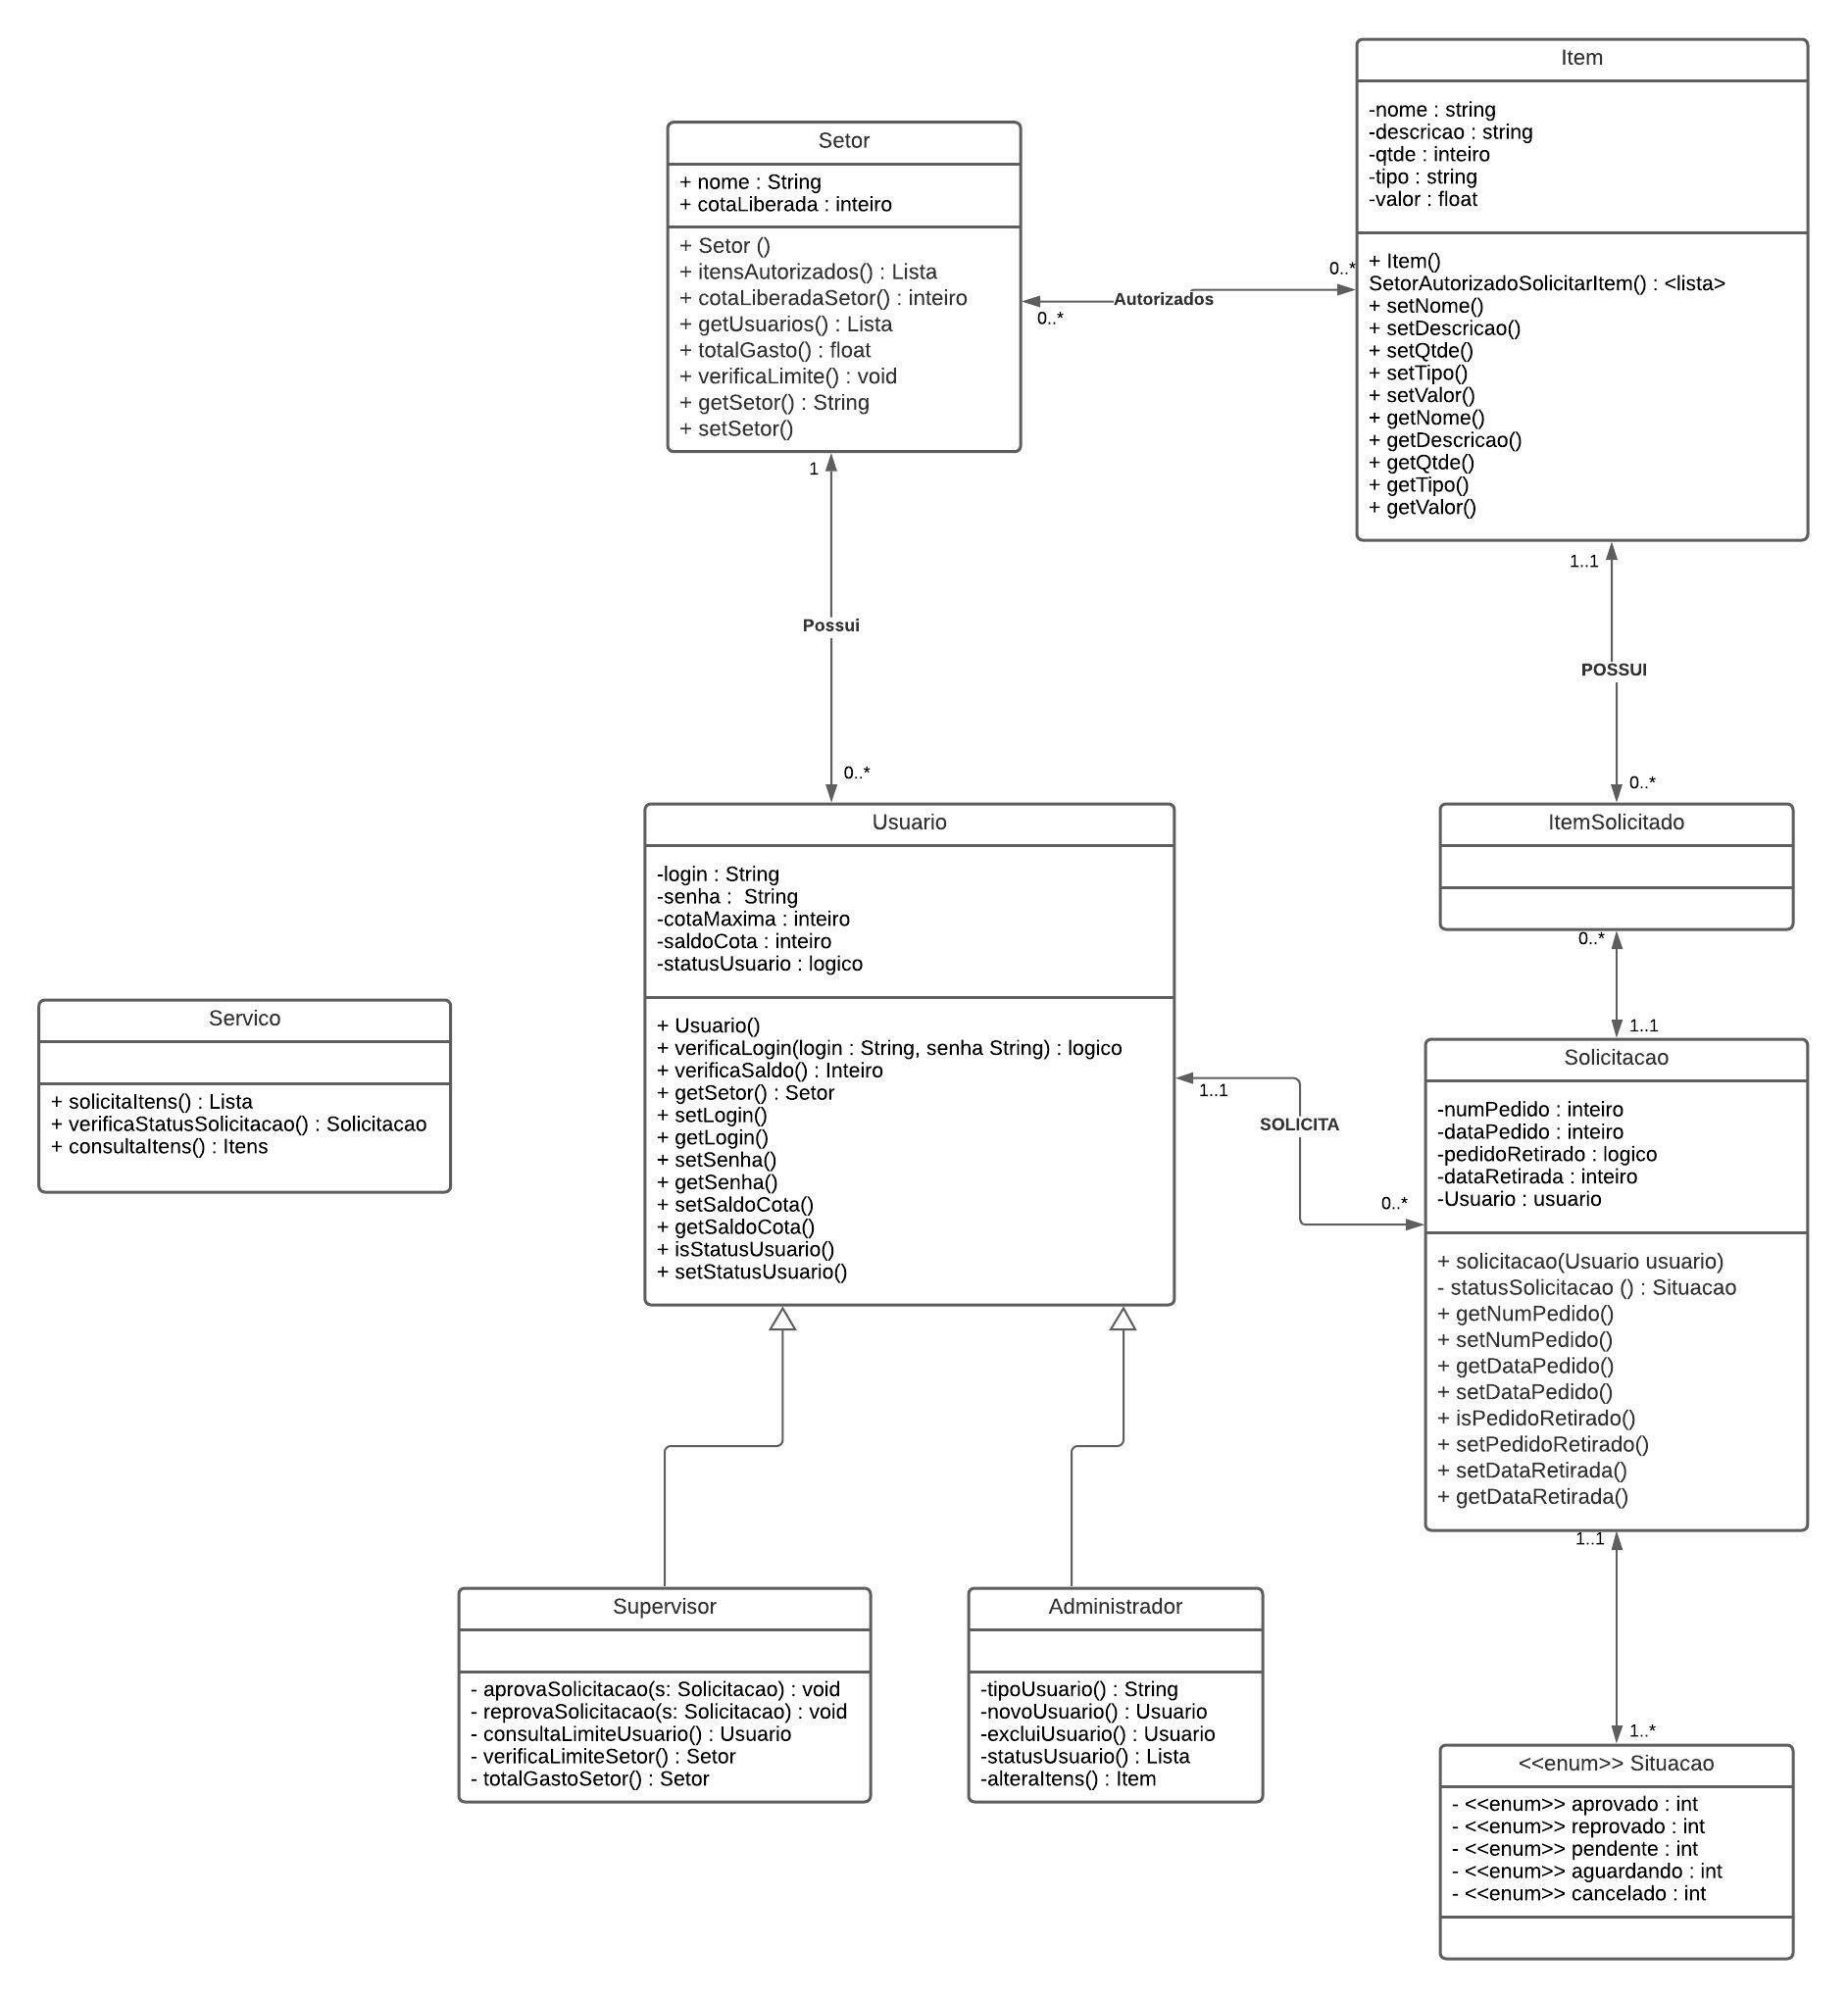 Item
-nome : string
-descricao : string
-qtde : inteiro
-tipo : string
-valor : float
+ Item()
SetorAutorizadoSolicitarItem() : <lista>
+ setNome()
+ setDescricao()
+ setQtde()
+ setTipo()
+ setValor()
+ getNome()
+ getDescricao()
+ getQtde()
+ getTipo()
+ getValor()
Setor
+ nome : String
+ cotaLiberada : inteiro
+ Setor ()
+ itensAutorizados() : Lista
+ cotaLiberadaSetor() : inteiro
+ getUsuarios() : Lista
+ totalGasto() : float
+ verificaLimite() : void
+ getSetor() : String
+ setSetor()
0..*
Autorizados
0..*
1
Possui
0..*
1..1
POSSUI
0..*
Usuario
-login : String
-senha :  String
-cotaMaxima : inteiro
-saldoCota : inteiro
-statusUsuario : logico
+ Usuario()
+ verificaLogin(login : String, senha String) : logico
+ verificaSaldo() : Inteiro
+ getSetor() : Setor
+ setLogin()
+ getLogin()
+ setSenha()
+ getSenha()
+ setSaldoCota()
+ getSaldoCota()
+ isStatusUsuario()
+ setStatusUsuario()
ItemSolicitado
0..*
1..1
Servico
+ solicitaItens() : Lista
+ verificaStatusSolicitacao() : Solicitacao
+ consultaItens() : Itens
1..1
SOLICITA
0..*
Solicitacao
-numPedido : inteiro
-dataPedido : inteiro
-pedidoRetirado : logico
-dataRetirada : inteiro
-Usuario : usuario
+ solicitacao(Usuario usuario)
- statusSolicitacao () : Situacao
+ getNumPedido()
+ setNumPedido()
+ getDataPedido()
+ setDataPedido()
+ isPedidoRetirado()
+ setPedidoRetirado()
+ setDataRetirada()
+ getDataRetirada()
1..1
1..*
Supervisor
- aprovaSolicitacao(s: Solicitacao) : void
- reprovaSolicitacao(s: Solicitacao) : void
- consultaLimiteUsuario() : Usuario
- verificaLimiteSetor() : Setor
- totalGastoSetor() : Setor
Administrador
-tipoUsuario() : String
-novoUsuario() : Usuario
-excluiUsuario() : Usuario
-statusUsuario() : Lista
-alteraItens() : Item
<<enum>> Situacao
- <<enum>> aprovado : int
- <<enum>> reprovado : int
- <<enum>> pendente : int
- <<enum>> aguardando : int
- <<enum>> cancelado : int